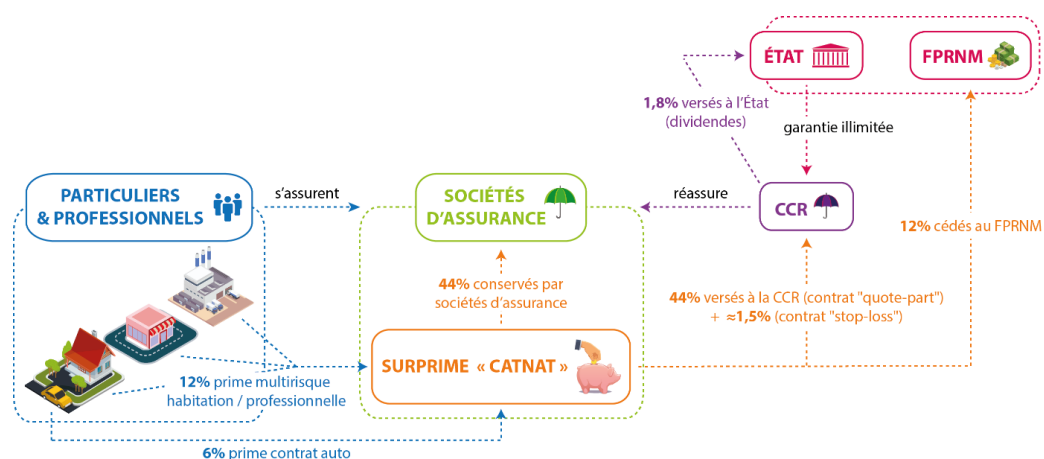 ÉTAT
FPRNM
1,8% versés à l'État
(dividendes)
garantie illimitée
PARTICULIERS
& PROFESSIONNELS
s'assurent
SOCIÉTÉS
D'ASSURANCE
réassure
CCR
12% cédés au FPRNM
44% conservés par
sociétés d'assurance
44% versés à la CCR (contrat "quote-part")
+ ≈1,5% (contrat "stop-loss")
SURPRIME « CATNAT »
12% prime multirisque
habitation / professionnelle
6% prime contrat auto